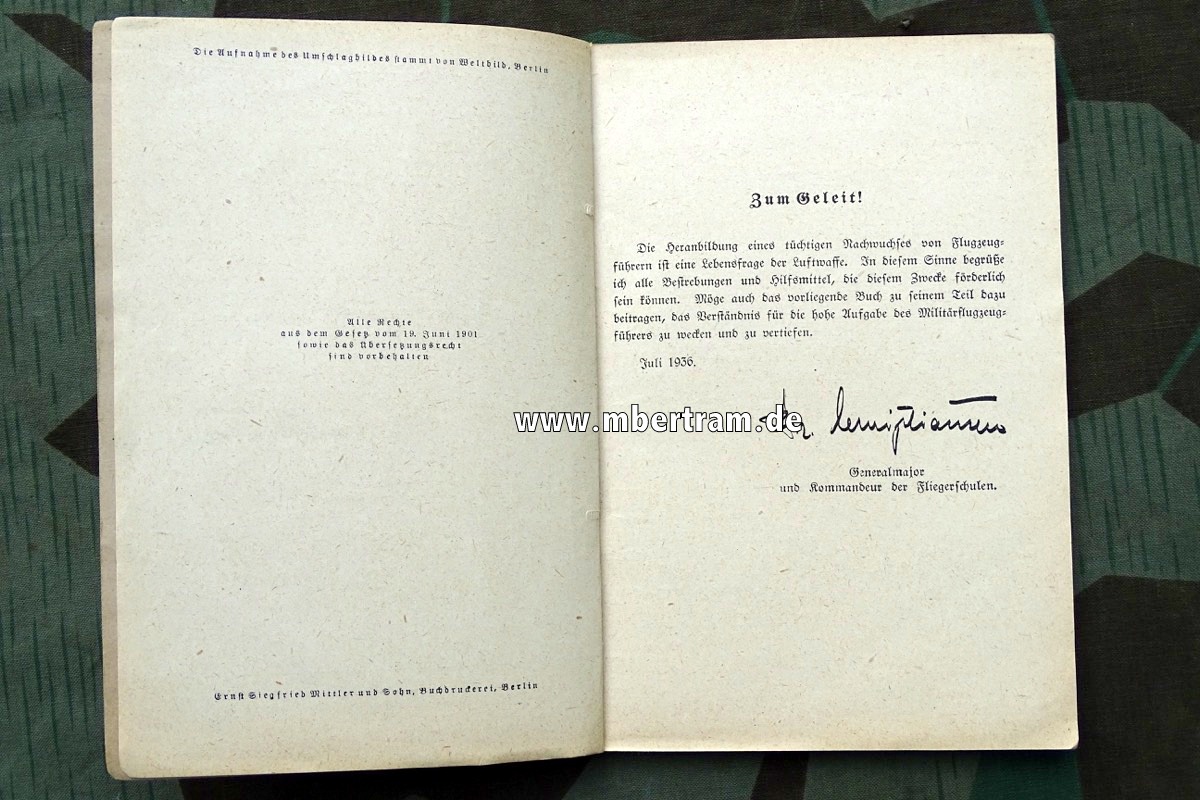 Die Aufnahme des Umschlagbildes stammt von Weltbild, Berlin
Alle Rechte
aus dem Gesetz vom 19. Juni 1901
sowie das Übersetzungsrecht
sind vorbehalten
Ernst Siegfried Mittler und Sohn, Buchdruckerei, Berlin
Zum Geleit!
Die Heranbildung eines tüchtigen Nachwuchses von Flugzeug-
führern ist eine Lebensfrage der Luftwaffe. In diesem Sinne begrüße
ich alle Bestrebungen und Hilfsmittel, die diesem Zwecke förderlich
sein können. Möge auch das vorliegende Buch zu seinem Teil dazu
beitragen, das Verständnis für die hohe Aufgabe des Militärflugzeug-
führers zu wecken und zu vertiefen.
Juli 1936.
Fr. Christiansen
Generalmajor
und Kommandeur der Fliegerschulen.
www.mbertram.de